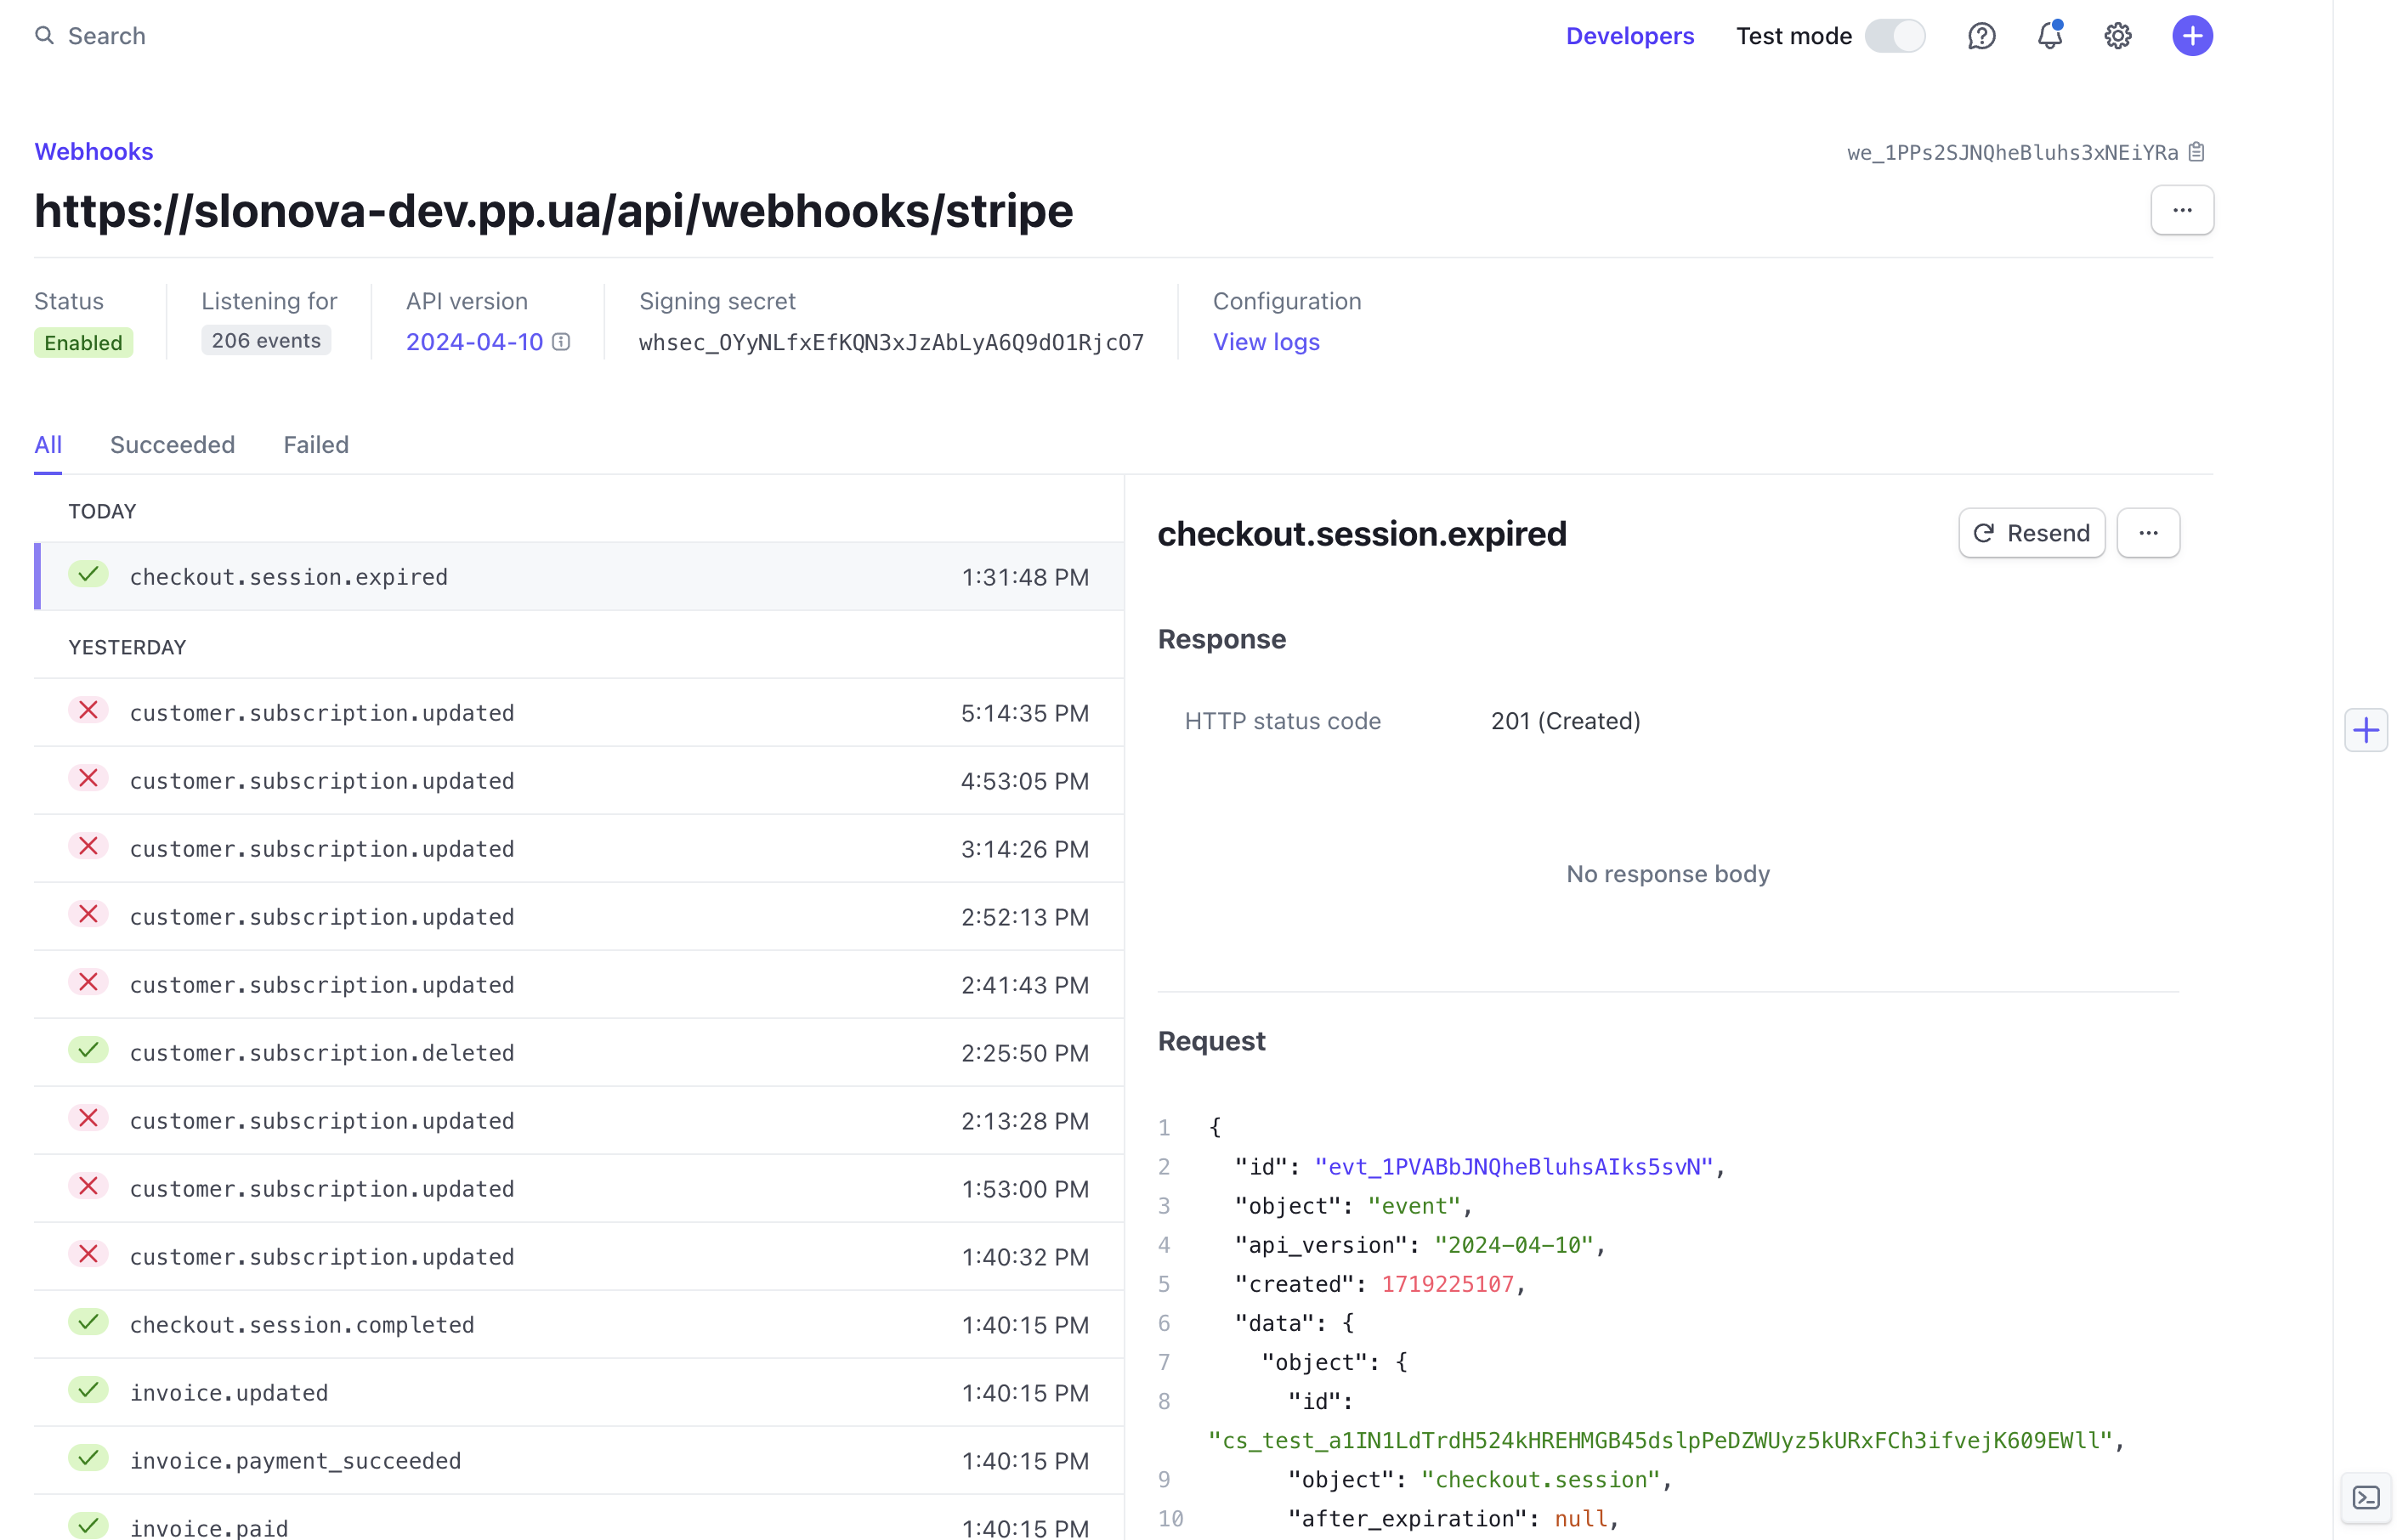 Search
Developers
Test mode
Webhooks
we_1PPs2SJNQheBluhs3xNEiYRa
https://slonova-dev.pp.ua/api/webhooks/stripe
Status
Listening for
API version
Signing secret
Configuration
Enabled
206 events
2024-04-10
whsec_OYyNLfxEfKQN3xJzAbLyA6Q9dO1RjcO7
View logs
All
Succeeded
Failed
TODAY
checkout.session.expired 1:31:48 PM
YESTERDAY
customer.subscription.updated 5:14:35 PM
customer.subscription.updated 4:53:05 PM
customer.subscription.updated 3:14:26 PM
customer.subscription.updated 2:52:13 PM
customer.subscription.updated 2:41:43 PM
customer.subscription.deleted 2:25:50 PM
customer.subscription.updated 2:13:28 PM
customer.subscription.updated 1:53:00 PM
customer.subscription.updated 1:40:32 PM
checkout.session.completed 1:40:15 PM
invoice.updated 1:40:15 PM
invoice.payment_succeeded 1:40:15 PM
invoice.paid 1:40:15 PM
checkout.session.expired
Resend
Response
HTTP status code 201 (Created)
No response body
Request
1 {
2 "id": "evt_1PVABbJNQheBluhsAIks5svN",
3 "object": "event",
4 "api_version": "2024-04-10",
5 "created": 1719225107,
6 "data": {
7 "object": {
8 "id":
"cs_test_a1IN1LdTrdH524kHREHMGB45dslpPeDZWUyz5kURxFCh3ifvejK609EWll",
9 "object": "checkout.session",
10 "after_expiration": null,